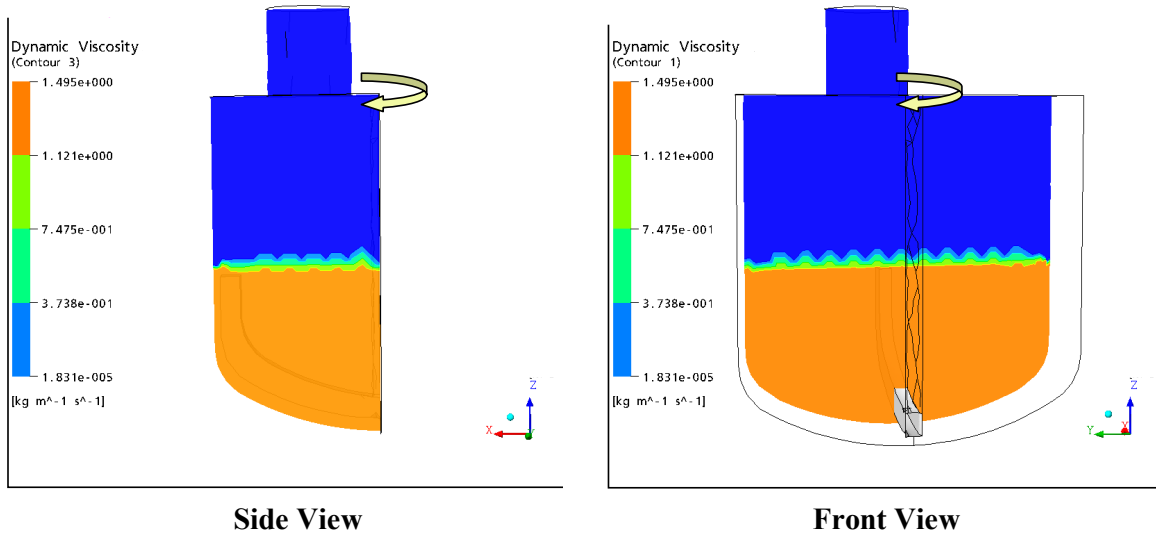 Dynamic Viscosity
(Contour 3)
1.495e+000
1.121e+000
7.475e-001
3.738e-001
1.831e-005
[kg m^-1 s^-1]
Z
X
Y
Side View
Dynamic Viscosity
(Contour 1)
1.495e+000
1.121e+000
7.475e-001
3.738e-001
1.831e-005
[kg m^-1 s^-1]
Z
Y
X
Front View